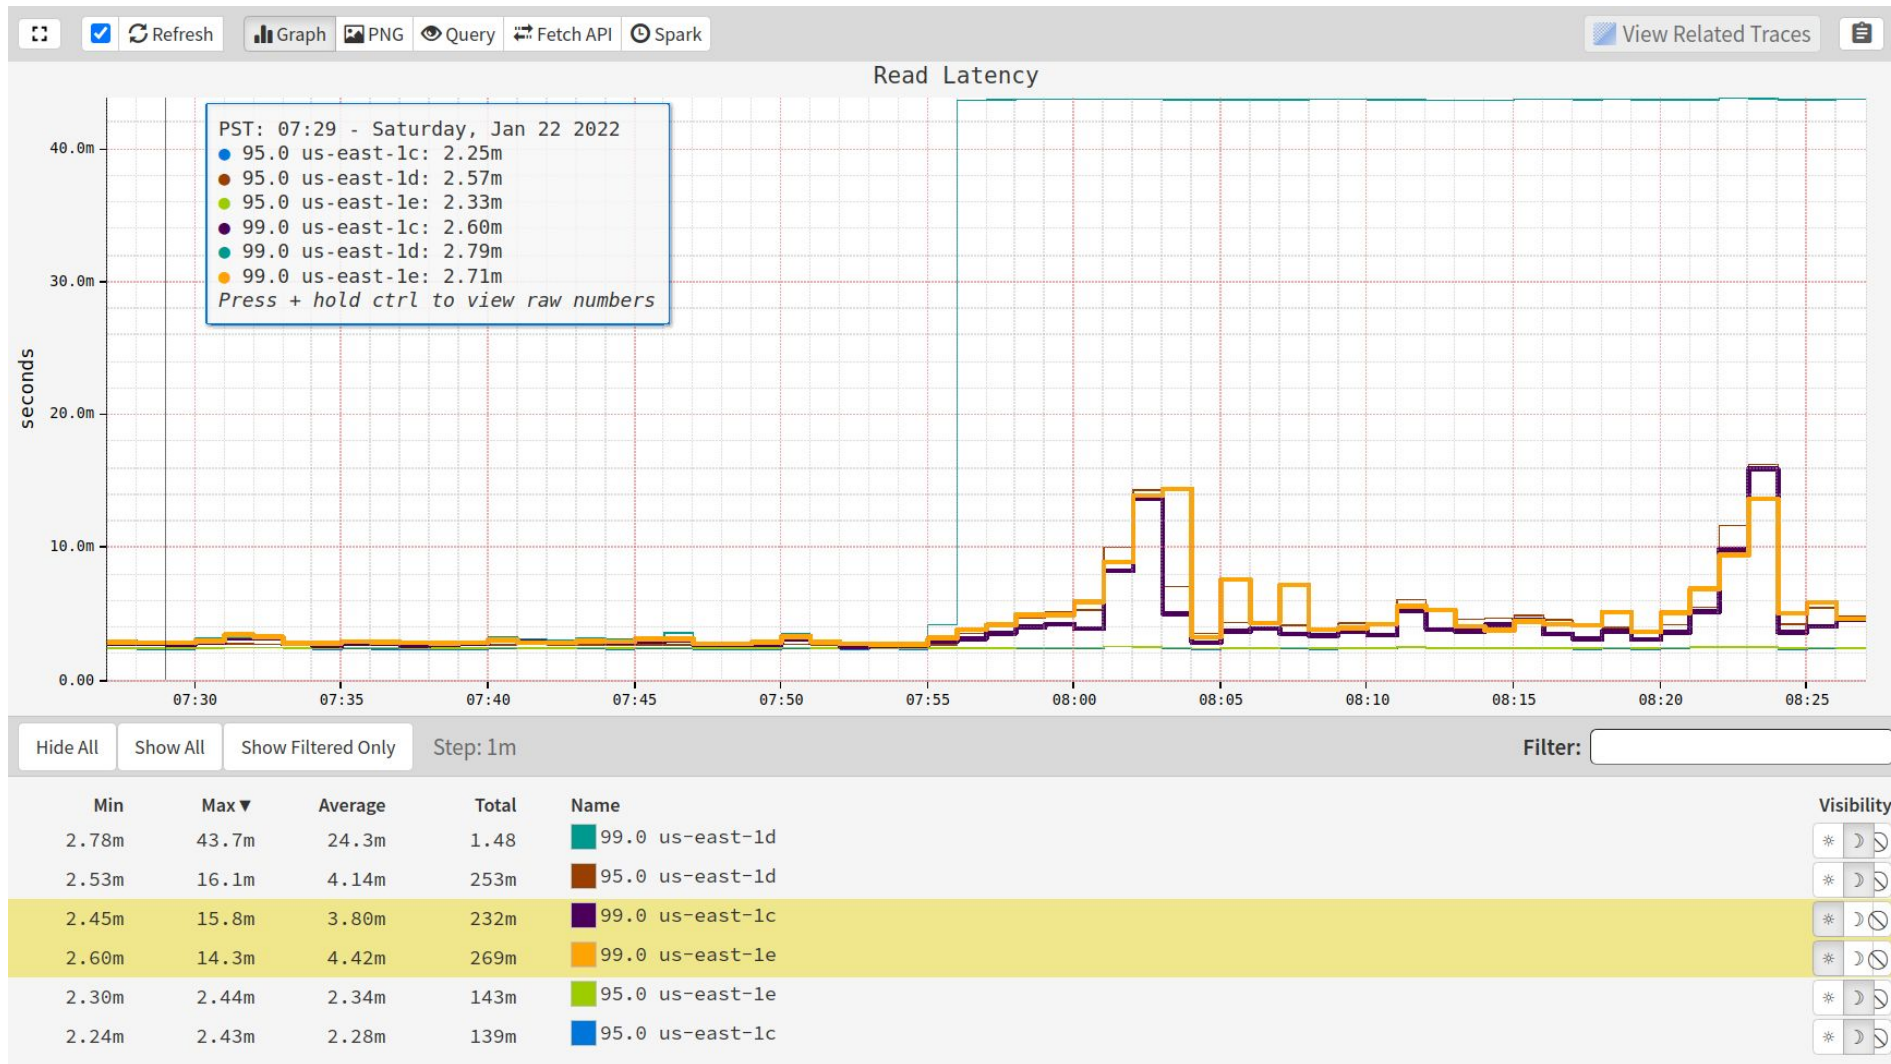 Refresh Graph PNG Query Fetch API Spark View Related Traces
Read Latency
PST: 07:29 - Saturday, Jan 22 2022
95.0 us-east-1c: 2.25m
95.0 us-east-1d: 2.57m
95.0 us-east-1e: 2.33m
99.0 us-east-1c: 2.60m
99.0 us-east-1d: 2.79m
99.0 us-east-1e: 2.71m
Press + hold ctrl to view raw numbers
seconds
40.0m
30.0m
20.0m
10.0m
0.00
07:30 07:35 07:40 07:45 07:50 07:55 08:00 08:05 08:10 08:15 08:20 08:25
Hide All Show All Show Filtered Only Step: 1m Filter:
Min Max▼ Average Total Name Visibility
2.78m 43.7m 24.3m 1.48 99.0 us-east-1d
2.53m 16.1m 4.14m 253m 95.0 us-east-1d
2.45m 15.8m 3.80m 232m 99.0 us-east-1c
2.60m 14.3m 4.42m 269m 99.0 us-east-1e
2.30m 2.44m 2.34m 143m 95.0 us-east-1e
2.24m 2.43m 2.28m 139m 95.0 us-east-1c